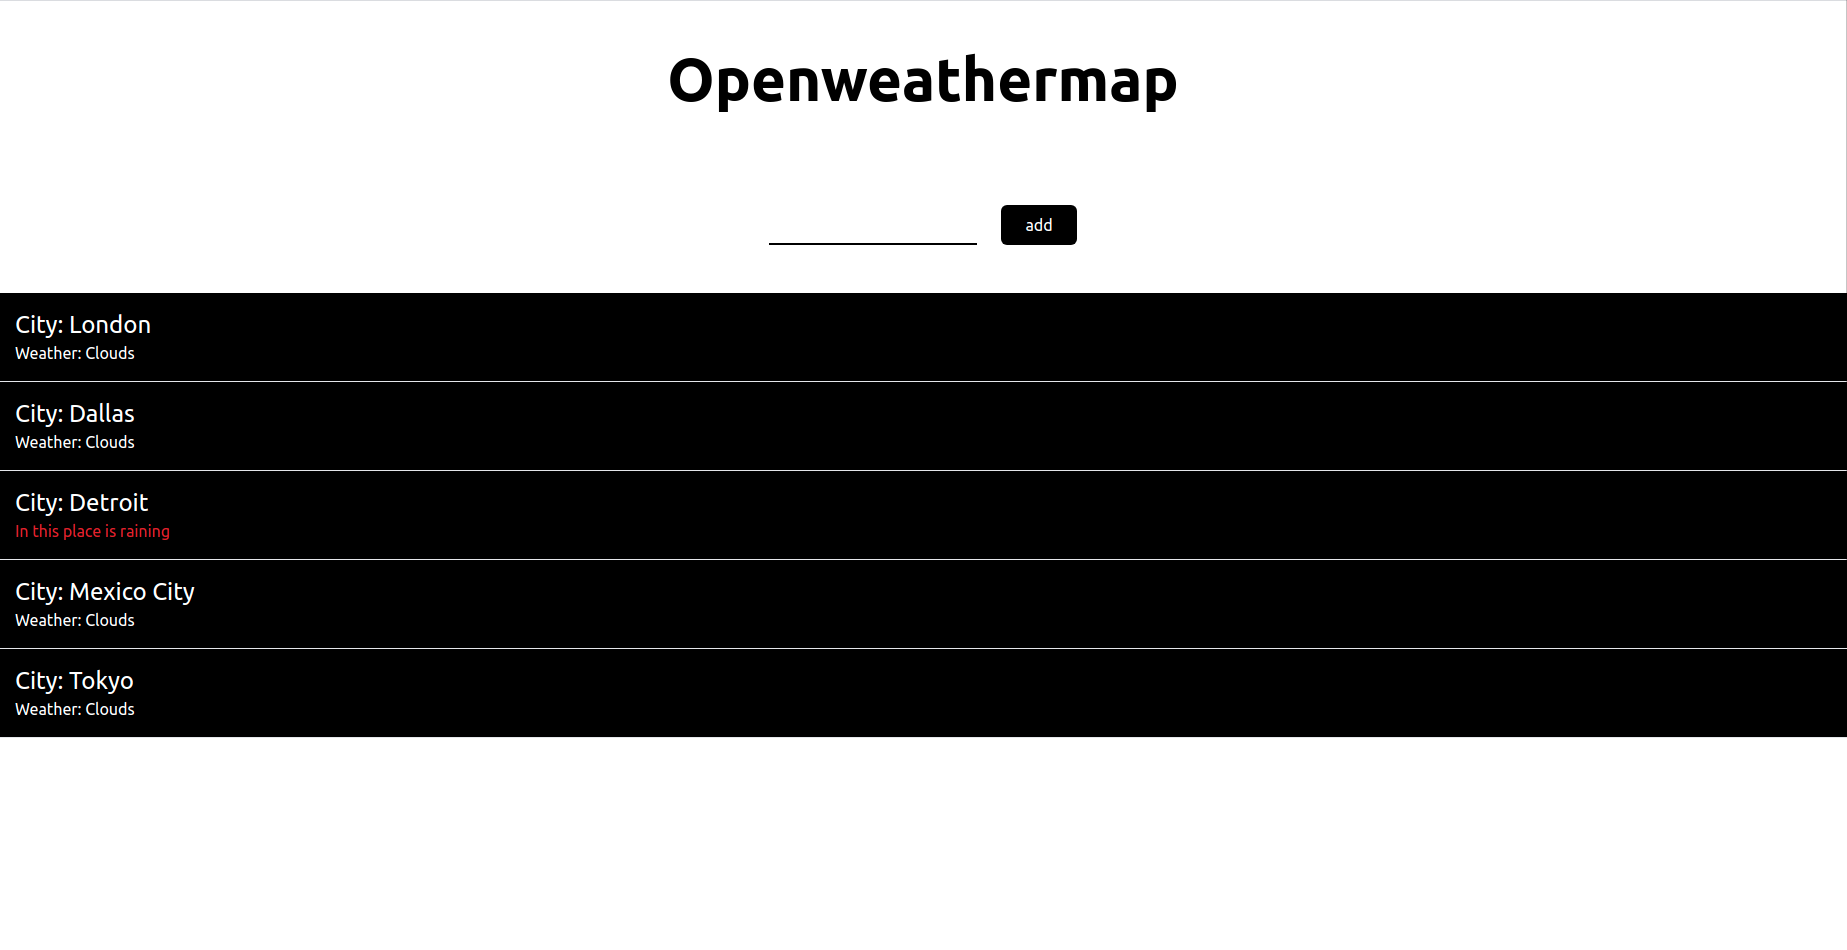 Openweathermap
add
City: London
Weather: Clouds
City: Dallas
Weather: Clouds
City: Detroit
In this place is raining
City: Mexico City
Weather: Clouds
City: Tokyo
Weather: Clouds